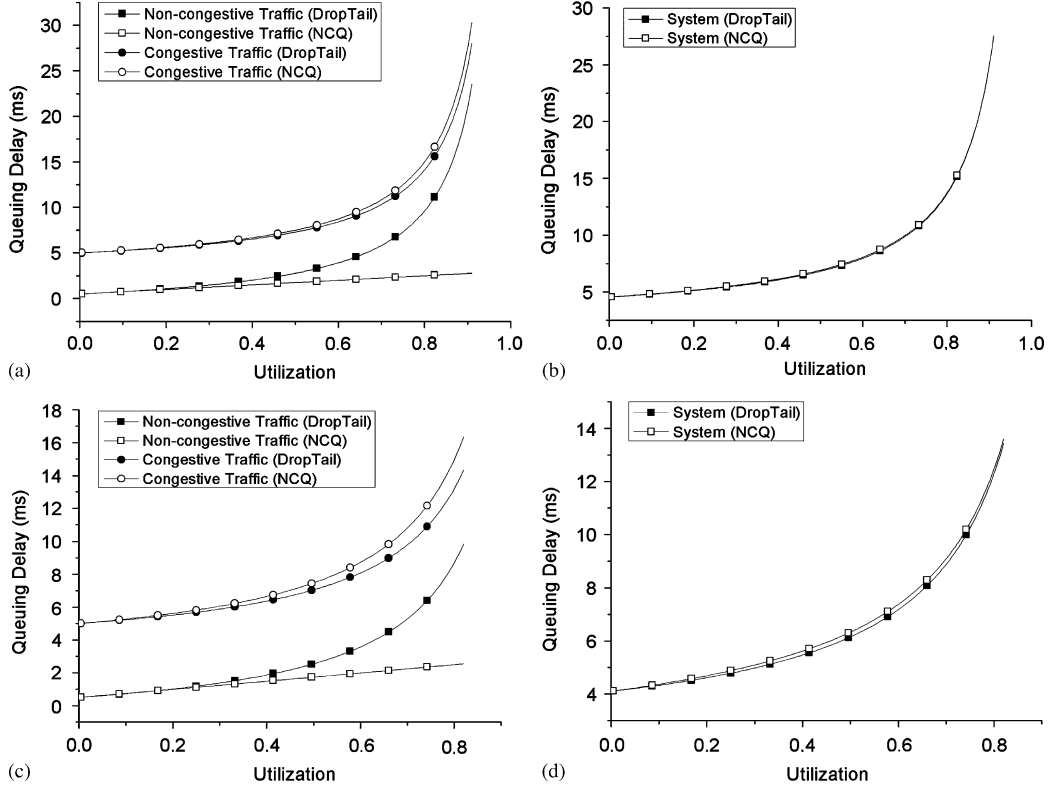 Non-congestive Traffic (DropTail)
Non-congestive Traffic (NCQ)
Congestive Traffic (DropTail)
Congestive Traffic (NCQ)
30
25
20
15
10
5
0
Queuing Delay (ms)
0.0 0.2 0.4 0.6 0.8 1.0
Utilization
(a)
System (DropTail)
System (NCQ)
30
25
20
15
10
5
Queuing Delay (ms)
0.0 0.2 0.4 0.6 0.8 1.0
Utilization
(b)
Non-congestive Traffic (DropTail)
Non-congestive Traffic (NCQ)
Congestive Traffic (DropTail)
Congestive Traffic (NCQ)
18
16
14
12
10
8
6
4
2
0
Queuing Delay (ms)
0.0 0.2 0.4 0.6 0.8
Utilization
(c)
System (DropTail)
System (NCQ)
14
12
10
8
6
4
Queuing Delay (ms)
0.0 0.2 0.4 0.6 0.8
Utilization
(d)